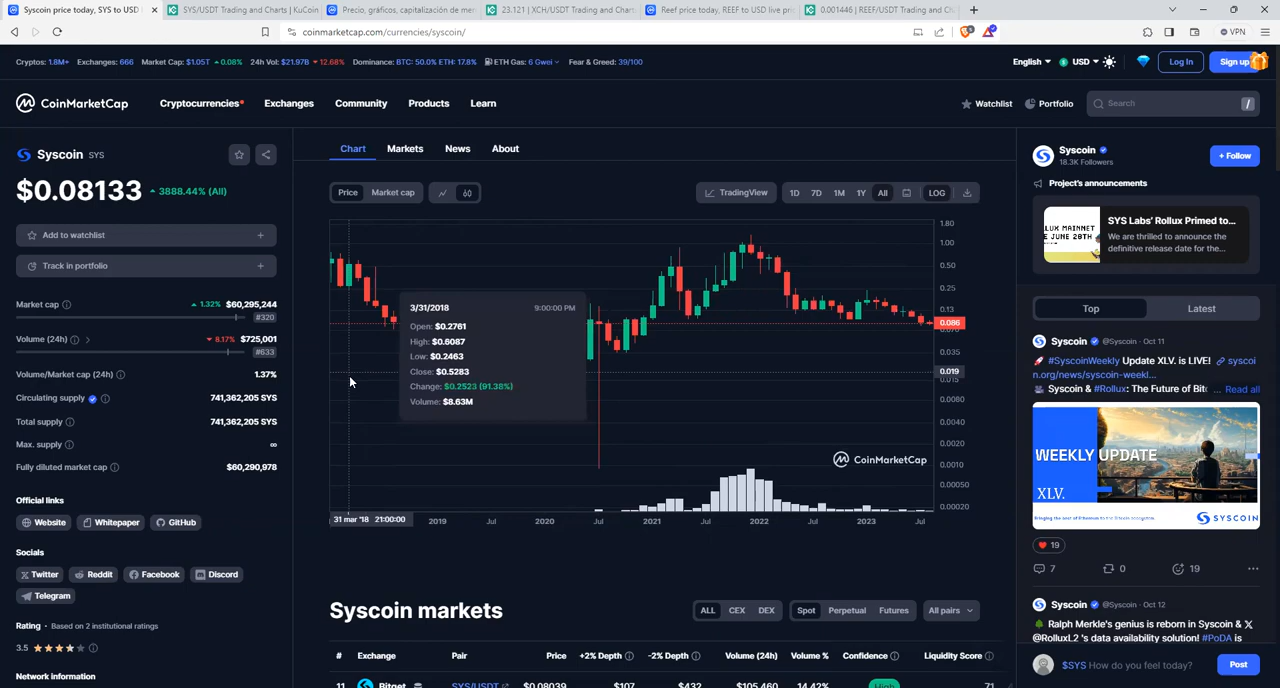 Syscoin price today, SYS to USD
SYS/USDT Trading and Charts | KuCoin
Precio, gráficos, capitalización de mer
23.121 | XCH/USDT Trading and Charts
Reef price today, REEF to USD live pri
0.001446 | REEF/USDT Trading and Ch
coinmarketcap.com/currencies/syscoin/
VPN
Cryptos: 1.8M+ Exchanges: 666 Market Cap: $1.05T 0.08% 24h Vol: $21.97B 12.68% Dominance: BTC: 50.0% ETH: 17.8% ETH Gas: 6 Gwei Fear & Greed: 39/100
English USD Log In Sign up
CoinMarketCap Cryptocurrencies Exchanges Community Products Learn
Watchlist Portfolio Search /
Syscoin SYS
$0.08133 3888.44% (All)
Add to watchlist +
Track in portfolio +
Market cap 1.32% $60,295,244
#320
Volume (24h) 8.17% $725,001
#633
Volume/Market cap (24h) 1.37%
Circulating supply 741,362,205 SYS
Total supply 741,362,205 SYS
Max. supply ∞
Fully diluted market cap $60,290,978
Official links
Website Whitepaper GitHub
Socials
Twitter Reddit Facebook Discord
Telegram
Rating · Based on 2 institutional ratings
3.5
Network information
Chart Markets News About
Price Market cap
TradingView 1D 7D 1M 1Y All LOG
1.80
1.00
0.50
0.25
0.13
0.086
0.035
0.019
0.015
0.0080
0.0040
0.0020
0.0010
0.00050
0.00020
3/31/2018 9:00:00 PM
Open: $0.2761
High: $0.6087
Low: $0.2463
Close: $0.5283
Change: $0.2523 (91.38%)
Volume: $8.63M
CoinMarketCap
31 mar '18 21:00:00 2019 Jul 2020 Jul 2021 Jul 2022 Jul 2023 Jul
Syscoin markets
ALL CEX DEX Spot Perpetual Futures All pairs
# Exchange Pair Price +2% Depth -2% Depth Volume (24h) Volume % Confidence Liquidity Score
11 Bitget SYS/USDT $0.08039 $107 $432 $105,460 14.42% High 71
Syscoin
18.3K Followers
+ Follow
Project's announcements
LUX MAINNET
E JUNE 28TH
SYS Labs' Rollux Primed to...
We are thrilled to announce the
definitive release date for the...
Top Latest
Syscoin @Syscoin · Oct 11
🚀 #SyscoinWeekly Update XLV. is LIVE! syscoi
n.org/news/syscoin-weekl...
Syscoin & #Rollux: The Future of Bitc Read all
WEEKLY UPDATE
XLV.
SYSCOIN
19
7 0 19
Syscoin @Syscoin · Oct 12
Ralph Merkle's genius is reborn in Syscoin & X
@RolluxL2 's data availability solution! #PoDA is
$SYS How do you feel today?
Post